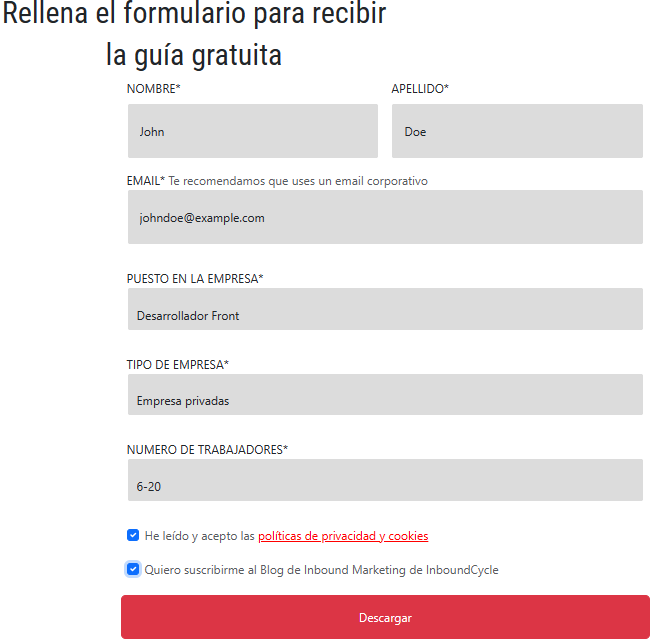 Rellena el formulario para recibir
la guía gratuita
NOMBRE* APELLIDO*
John Doe
EMAIL* Te recomendamos que uses un email corporativo
johndoe@example.com
PUESTO EN LA EMPRESA*
Desarrollador Front
TIPO DE EMPRESA*
Empresa privadas
NUMERO DE TRABAJADORES*
6-20
He leído y acepto las políticas de privacidad y cookies
Quiero suscribirme al Blog de Inbound Marketing de InboundCycle
Descargar